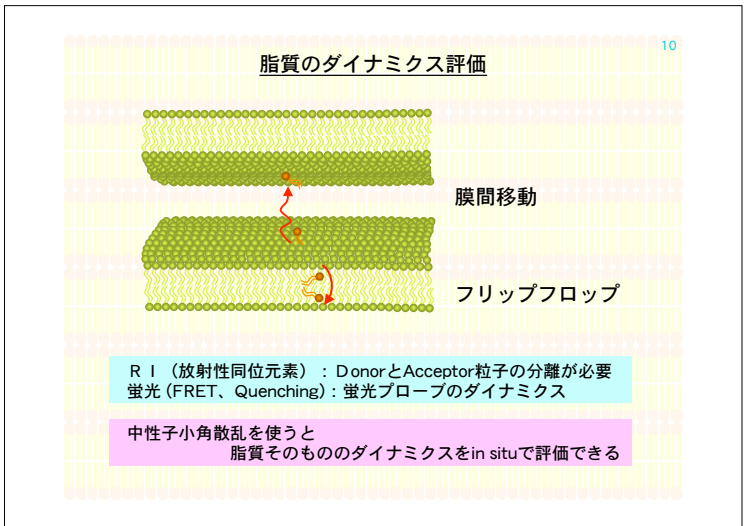 10
脂質のダイナミクス評価
膜間移動
フリップフロップ
ＲＩ（放射性同位元素）：DonorとAcceptor粒子の分離が必要
蛍光 (FRET、Quenching)：蛍光プローブのダイナミクス
中性子小角散乱を使うと
脂質そのもののダイナミクスをin situで評価できる